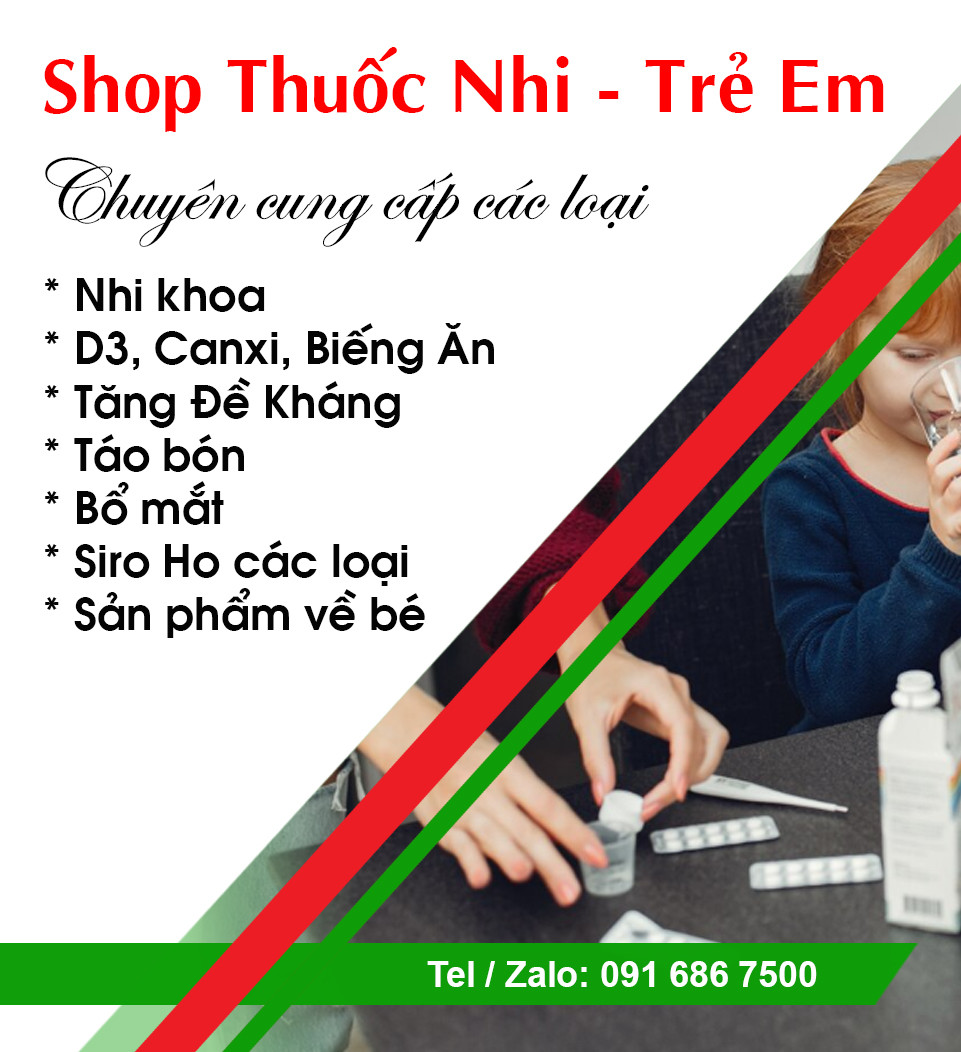 Shop Thuốc Nhi - Trẻ Em
Chuyên cung cấp các loại
* Nhi khoa
* D3, Canxi, Biếng Ăn
* Tăng Đề Kháng
* Táo bón
* Bổ mắt
* Siro Ho các loại
* Sản phẩm về bé
Tel / Zalo: 091 686 7500